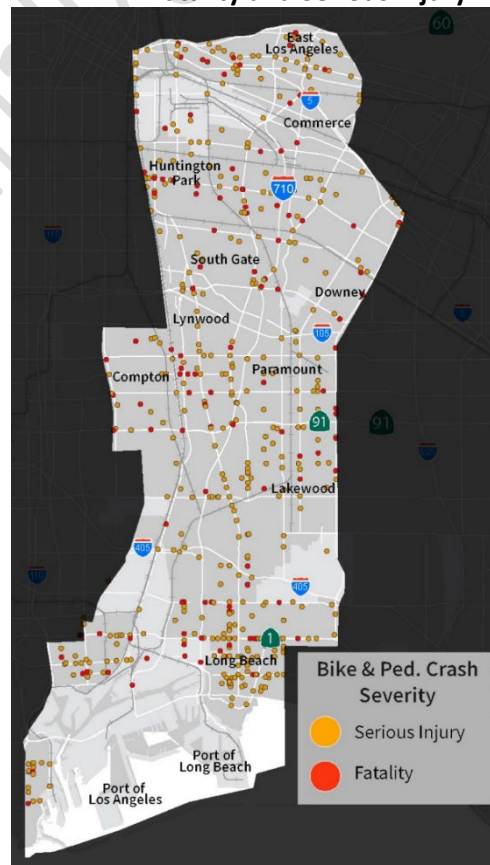 60
East
Los Angeles
5
Commerce
Huntington
Park
710
110
South Gate
Downey
Lynwood
105
Compton
Paramount
91
91
Lakewood
405
405
1
Long Beach
Bike & Ped. Crash
Severity
Serious Injury
Fatality
Port of
Long Beach
Port of
Los Angeles